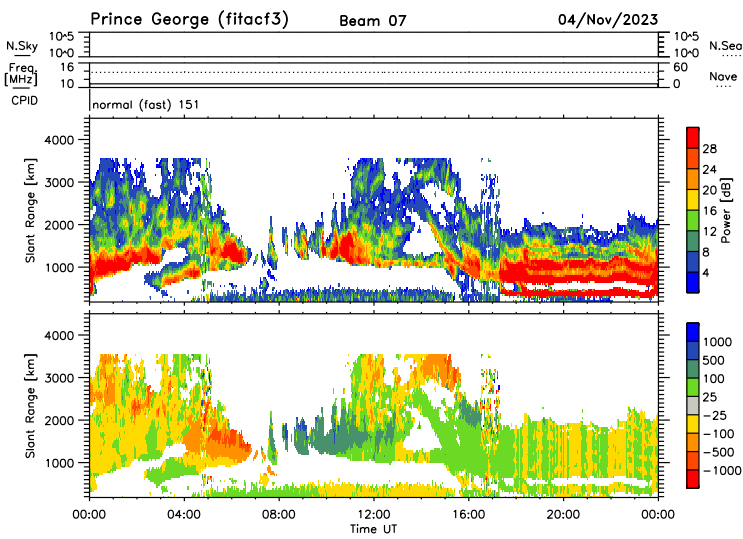 Prince George (fitacf3) Beam 07 04/Nov/2023
N.Sky 10^5 10^0 10^5 10^0 N.Sea
Freq. [MHz] 16 10 60 0 Nave
CPID normal (fast) 151
Slant Range [km] 4000 3000 2000 1000
28 24 20 16 12 8 4 Power [dB]
Slant Range [km] 4000 3000 2000 1000
1000 500 100 25 -25 -100 -500 -1000
00:00 04:00 08:00 12:00 16:00 20:00 00:00
Time UT